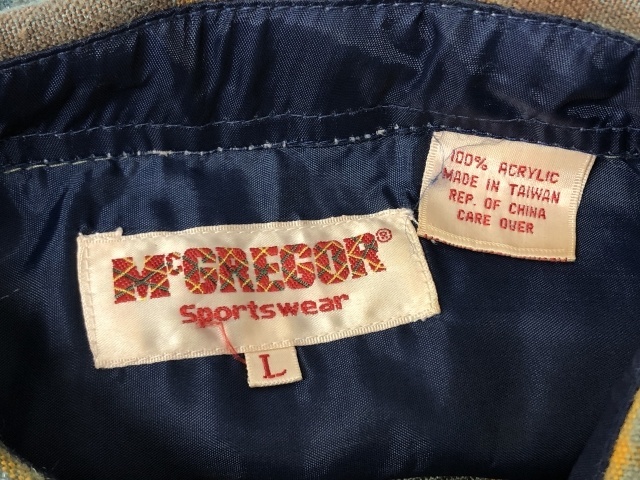 McGREGOR®
Sportswear
L
100% ACRYLIC
MADE IN TAIWAN
REP. OF CHINA
CARE OVER